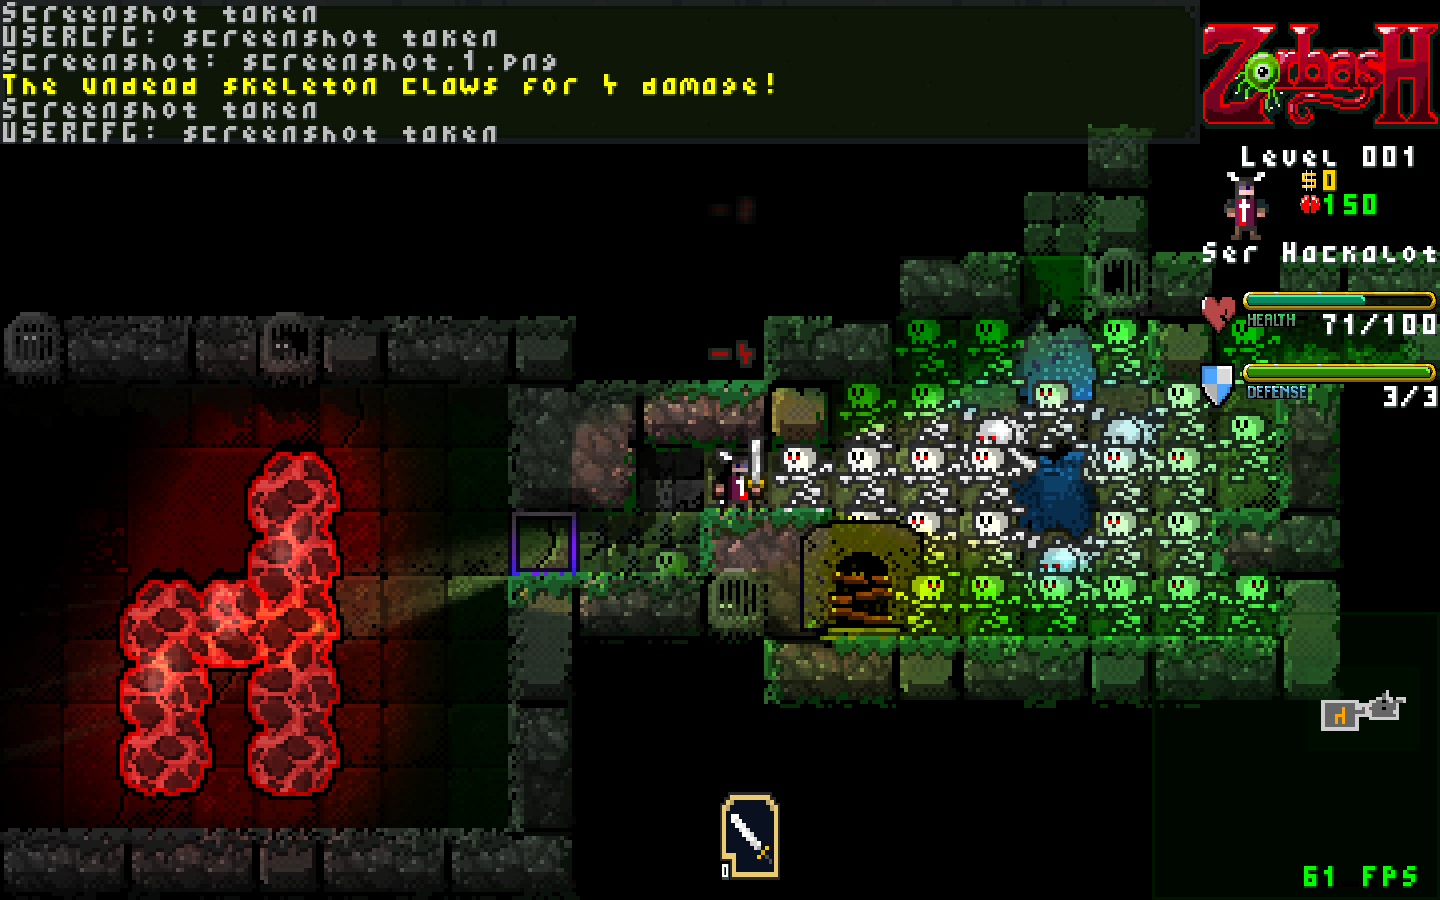 Screenshot taken
USERCFG: screenshot taken
Screenshot: screenshot.1.png
The undead skeleton claws for 4 damage!
Screenshot taken
USERCFG: screenshot taken
ZorbasH
Level 001
$0
150
Ser Hackalot
HEALTH
71/100
DEFENSE
3/3
-4
0
61 FPS